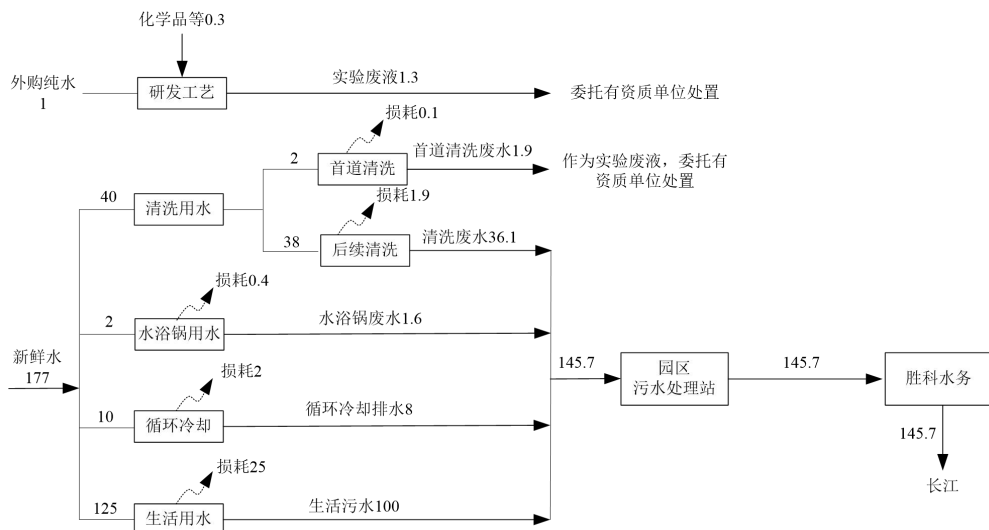 化学品等0.3
外购纯水
1
研发工艺
实验废液1.3
委托有资质单位处置
损耗0.1
2
首道清洗
首道清洗废水1.9
作为实验废液，委托有
资质单位处置
40
清洗用水
损耗1.9
38
后续清洗
清洗废水36.1
损耗0.4
2
水浴锅用水
水浴锅废水1.6
新鲜水
177
损耗2
10
循环冷却
循环冷却排水8
145.7
园区
污水处理站
145.7
胜科水务
145.7
长江
损耗25
125
生活用水
生活污水100